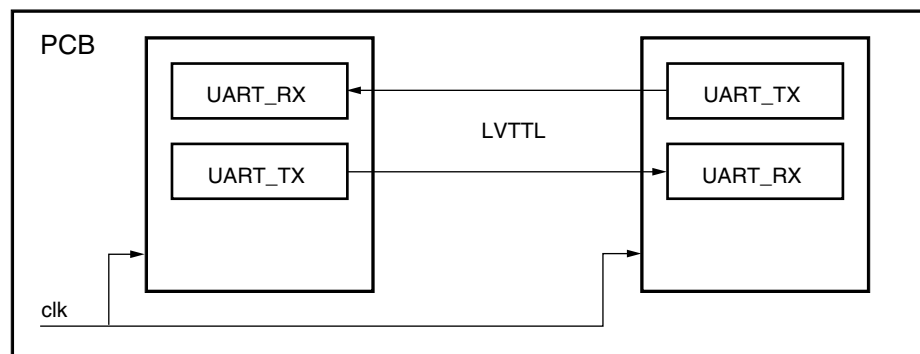 PCB
UART_RX
UART_TX
LVTTL
UART_TX
UART_RX
clk